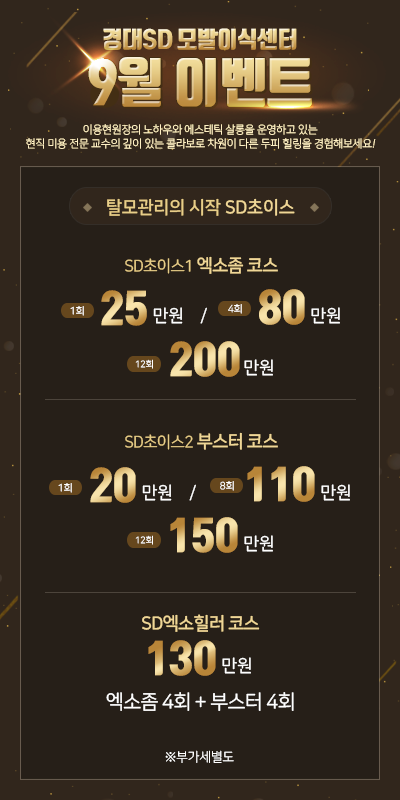 경대SD 모발이식센터
9월 이벤트
이용현원장의 노하우와 에스테틱 살롱을 운영하고 있는
현직 미용 전문 교수의 깊이 있는 콜라보로 차원이 다른 두피 힐링을 경험해보세요!
탈모관리의 시작 SD초이스
SD초이스1 엑소좀 코스
1회 25 만원 / 4회 80 만원
12회 200 만원
SD초이스2 부스터 코스
1회 20 만원 / 8회 110 만원
12회 150 만원
SD엑소힐러 코스
130 만원
엑소좀 4회 + 부스터 4회
※부가세별도